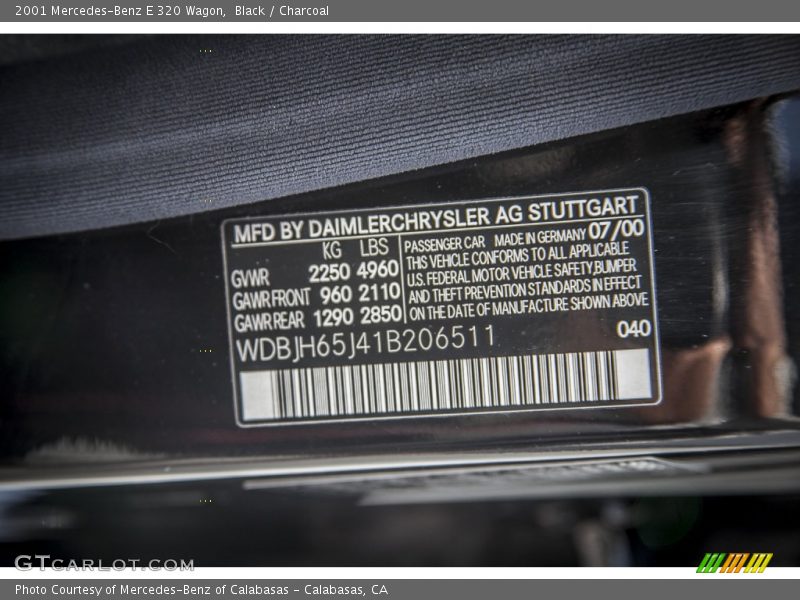 2001 Mercedes-Benz E 320 Wagon, Black / Charcoal
MFD BY DAIMLERCHRYSLER AG STUTTGART
KG LBS
GVWR 2250 4960
GAWR FRONT 960 2110
GAWR REAR 1290 2850
PASSENGER CAR MADE IN GERMANY 07/00
THIS VEHICLE CONFORMS TO ALL APPLICABLE
U.S. FEDERAL MOTOR VEHICLE SAFETY,BUMPER
AND THEFT PREVENTION STANDARDS IN EFFECT
ON THE DATE OF MANUFACTURE SHOWN ABOVE
WDBJH65J41B206511
040
GTCARLOT.COM
Photo Courtesy of Mercedes-Benz of Calabasas - Calabasas, CA